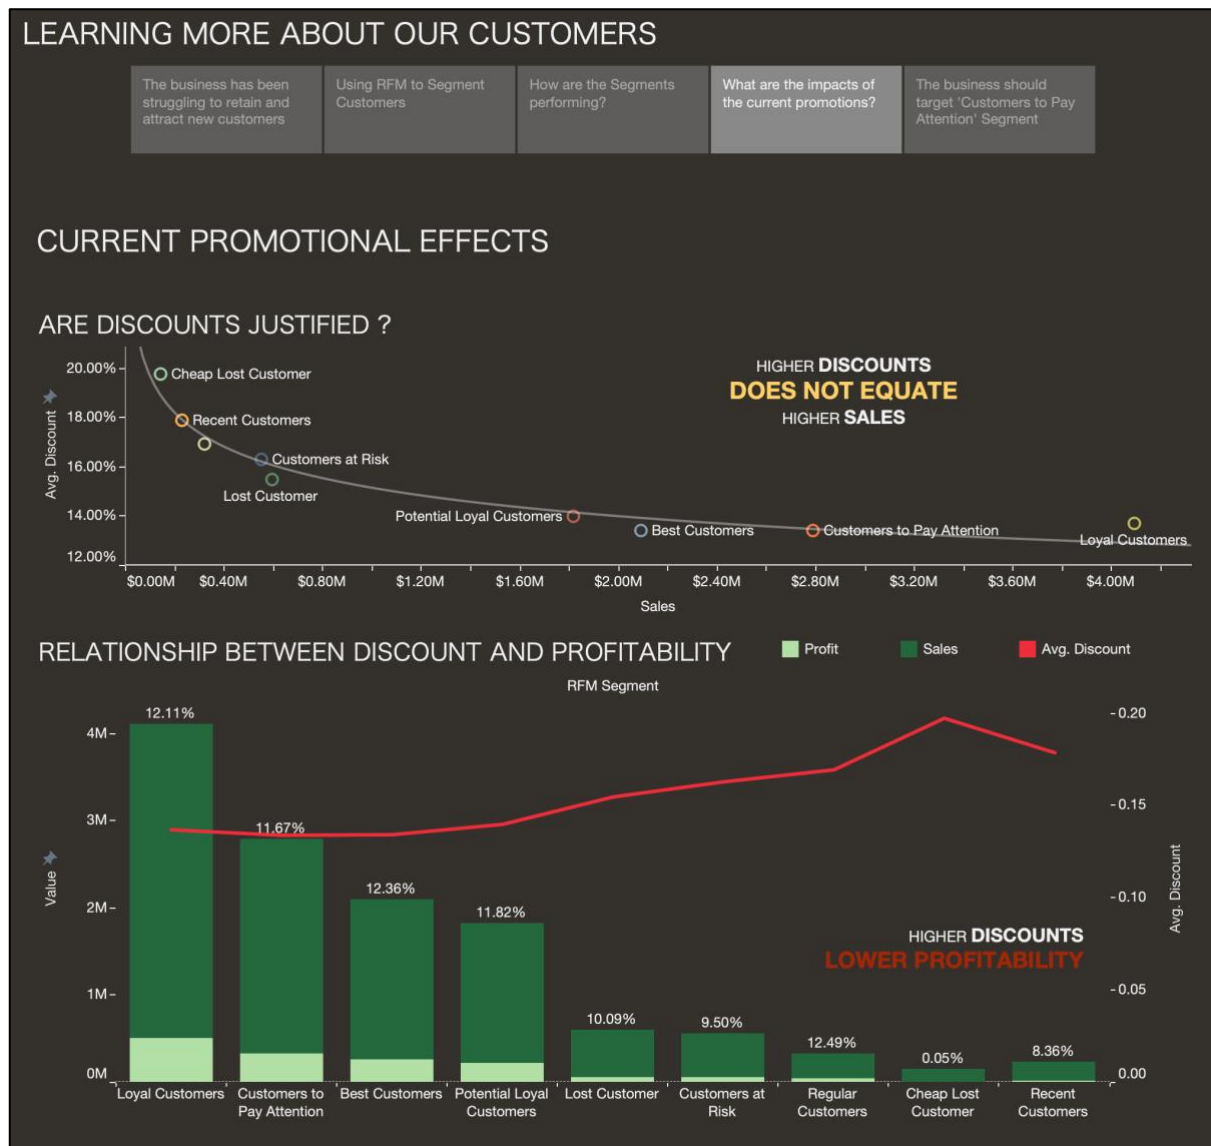 LEARNING MORE ABOUT OUR CUSTOMERS
The business has been
struggling to retain and
attract new customers
Using RFM to Segment
Customers
How are the Segments
performing?
What are the impacts of
the current promotions?
The business should
target 'Customers to Pay
Attention' Segment
CURRENT PROMOTIONAL EFFECTS
ARE DISCOUNTS JUSTIFIED ?
HIGHER DISCOUNTS
DOES NOT EQUATE
HIGHER SALES
Avg. Discount
20.00%
18.00%
16.00%
14.00%
12.00%
Cheap Lost Customer
Recent Customers
Customers at Risk
Lost Customer
Potential Loyal Customers
Best Customers
Customers to Pay Attention
Loyal Customers
$0.00M $0.40M $0.80M $1.20M $1.60M $2.00M $2.40M $2.80M $3.20M $3.60M $4.00M
Sales
RELATIONSHIP BETWEEN DISCOUNT AND PROFITABILITY
Profit Sales Avg. Discount
RFM Segment
Value
4M
3M
2M
1M
0M
12.11%
11.67%
12.36%
11.82%
10.09%
9.50%
12.49%
0.05%
8.36%
HIGHER DISCOUNTS
LOWER PROFITABILITY
0.20
0.15
0.10
0.05
0.00
Avg. Discount
Loyal Customers
Customers to
Pay Attention
Best Customers
Potential Loyal
Customers
Lost Customer
Customers at
Risk
Regular
Customers
Cheap Lost
Customer
Recent
Customers